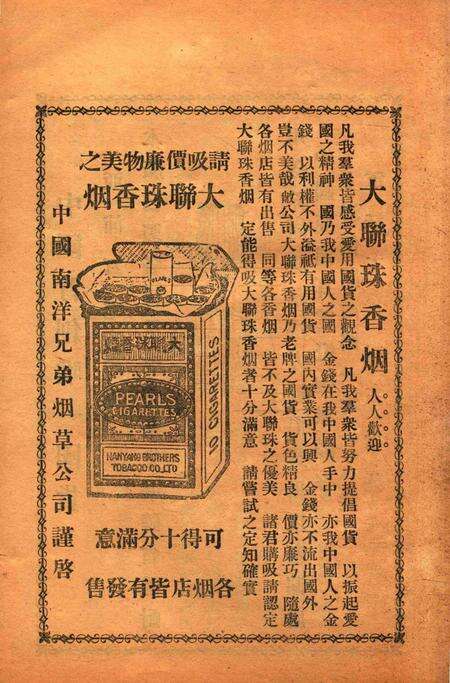 大聯珠香烟 人人歡迎
凡我羣衆皆感受愛用國貨之觀念 凡我羣衆皆努力提倡國貨 以振起愛
國之精神 國乃我中國人之國 金錢在我中國人手中 亦我中國人之金
錢 以利權不外溢祇有用國貨 國内實業可以興 金錢亦不流出國外
豈不美哉敝公司大聯珠香烟乃老牌之國貨 貨色精良 價亦廉巧 隨處
各烟店皆有出售 同等各香烟 皆不及大聯珠之優美 諸君購吸請認定
大聯珠香烟 定能得吸大聯珠香烟者十分滿意 請嘗試之定知確實
請吸價廉物美之
大聯珠香烟
大聯珠香烟
PEARLS
CIGARETTES
NANYANG BROTHERS
TOBACCO CO.,LTD
10 CIGARETTES
可得十分滿意
各烟店皆有發售
中國南洋兄弟烟草公司謹啓